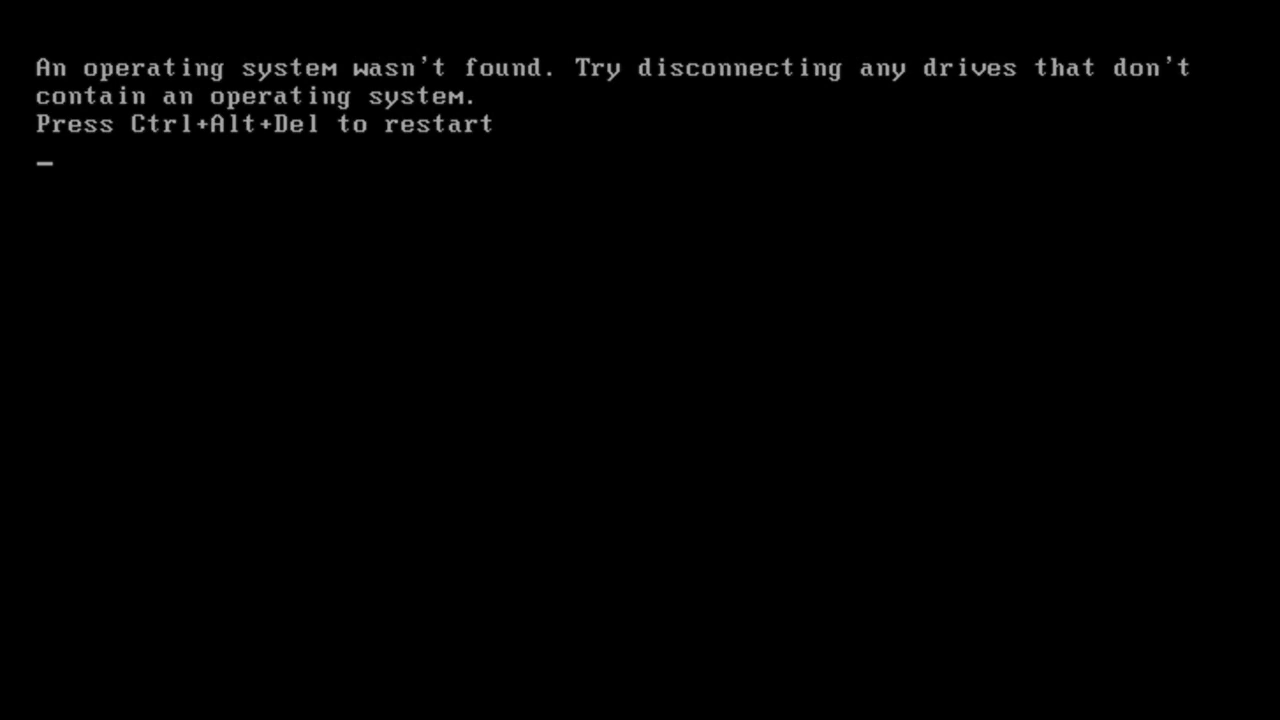 An operating system wasn't found. Try disconnecting any drives that don't
contain an operating system.
Press Ctrl+Alt+Del to restart
_